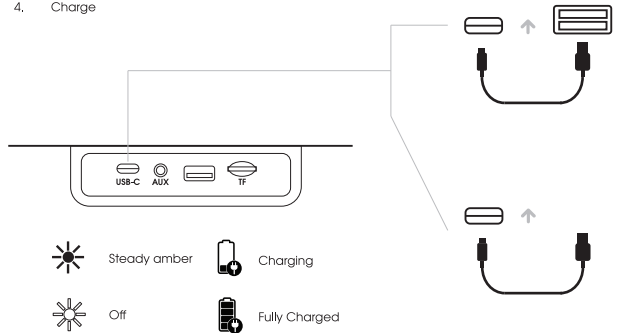 4. Charge
USB-C AUX TF
Steady amber Charging
Off Fully Charged